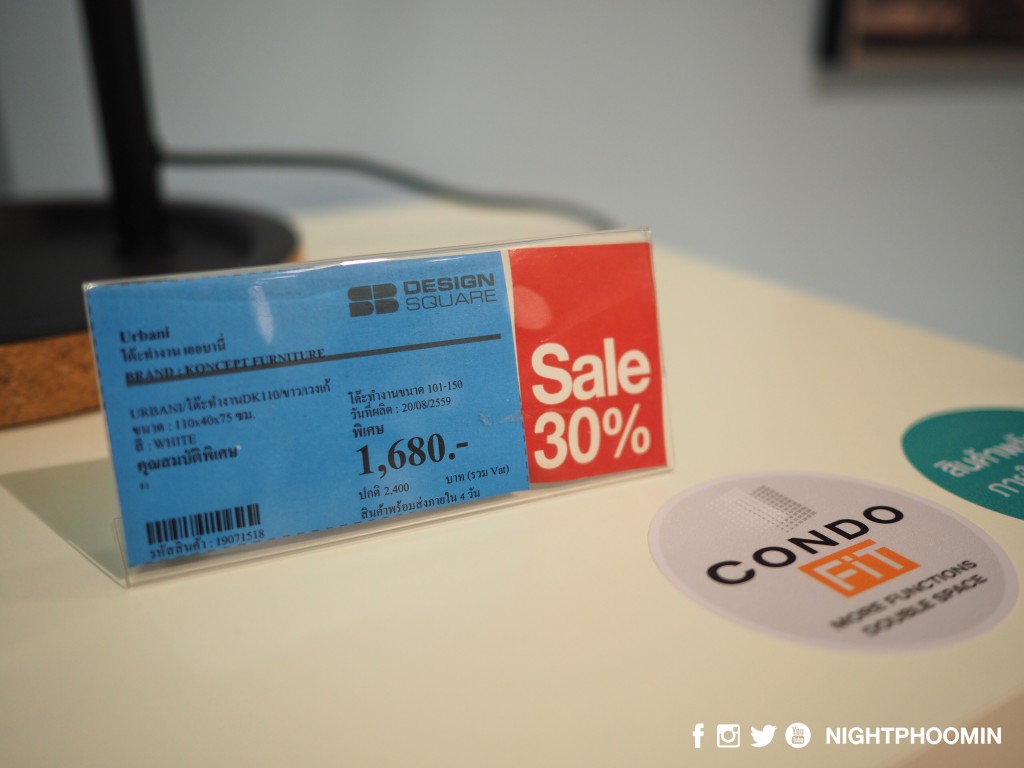 DESIGN
SQUARE
Urbani
โต๊ะทำงาน เออบานี่
BRAND : KONCEPT FURNITURE
URBANI/โต๊ะทำงานDK110/ขาว/เวงเก้
ขนาด : 110x40x75 ซม.
สี : WHITE
คุณสมบัติพิเศษ
โต๊ะทำงานขนาด 101-150
วันที่ผลิต : 20/08/2559
พิเศษ
1,680.-
บาท (รวม Vat)
ปกติ 2,400
สินค้าพร้อมส่งภายใน 4 วัน
รหัสสินค้า : 19071518
Sale
30%
CONDO
FiT
MORE FUNCTIONS
DOUBLE SPACE
You
Tube
NIGHTPHOOMIN